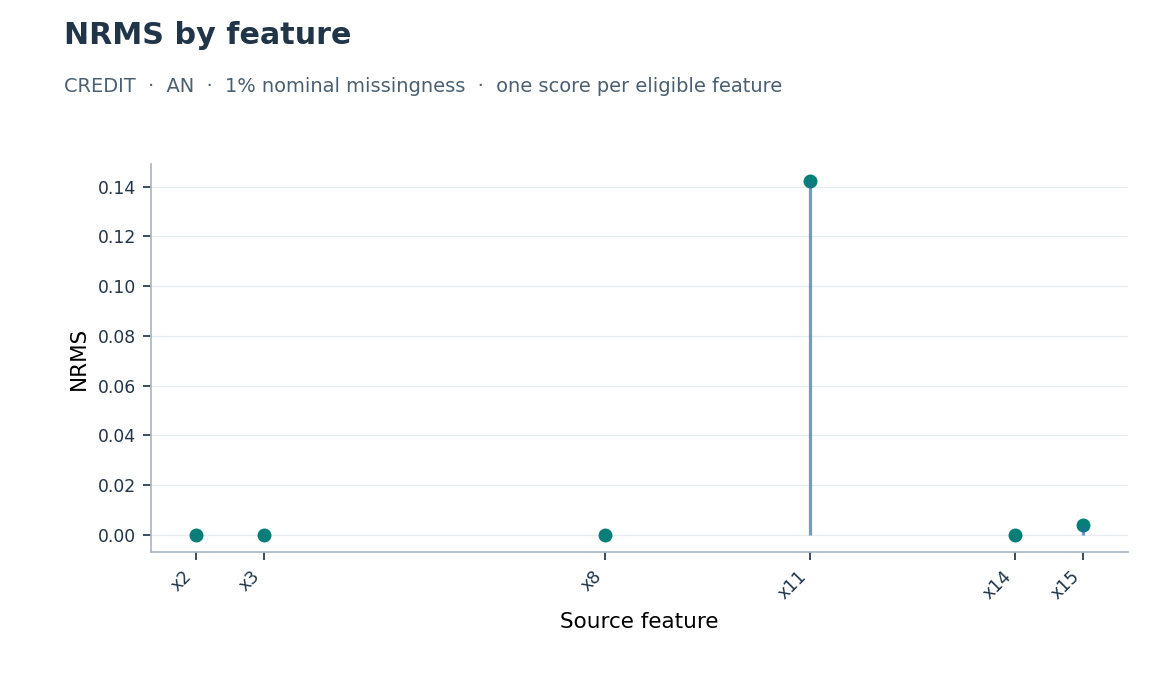 NRMS by feature
CREDIT · AN · 1% nominal missingness · one score per eligible feature
NRMS
0.14
0.12
0.10
0.08
0.06
0.04
0.02
0.00
x2 x3 x8 x11 x14 x15
Source feature